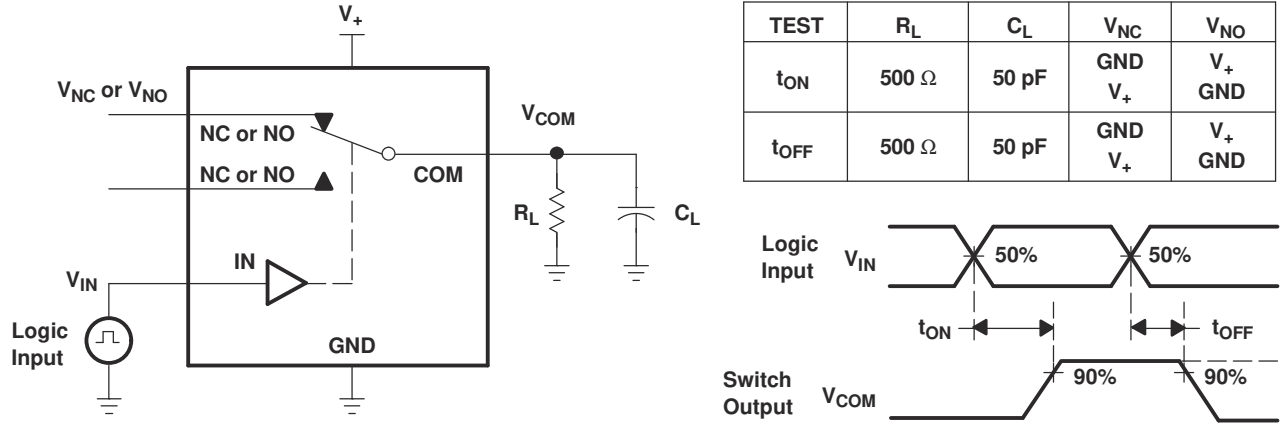 V+
VNC or VNO
NC or NO
NC or NO
COM
VCOM
RL
CL
IN
VIN
Logic
Input
GND
TEST RL CL VNC VNO
tON 500 Ω 50 pF GND V+
V+ GND
tOFF 500 Ω 50 pF GND V+
V+ GND
Logic
Input
VIN
50% 50%
tON tOFF
Switch
Output
VCOM
90% 90%